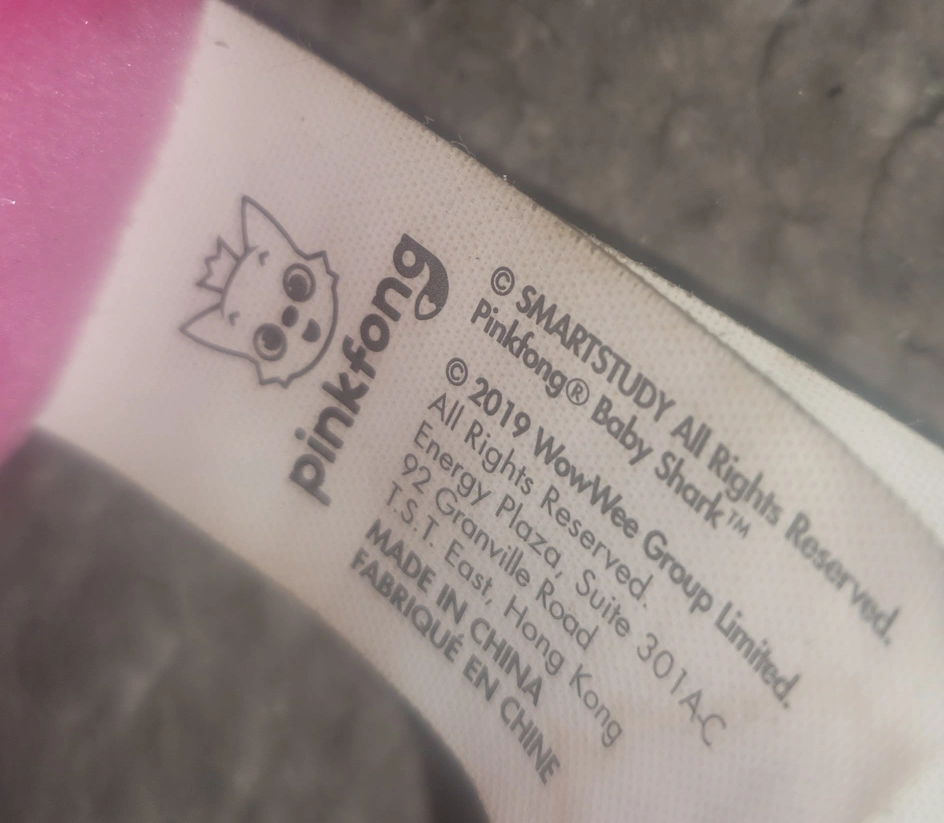 pinkfong
© SMARTSTUDY All Rights Reserved.
Pinkfong® Baby Shark™
© 2019 WowWee Group Limited.
All Rights Reserved.
Energy Plaza, Suite 301A-C
92 Granville Road
T.S.T. East, Hong Kong
MADE IN CHINA
FABRIQUÉ EN CHINE